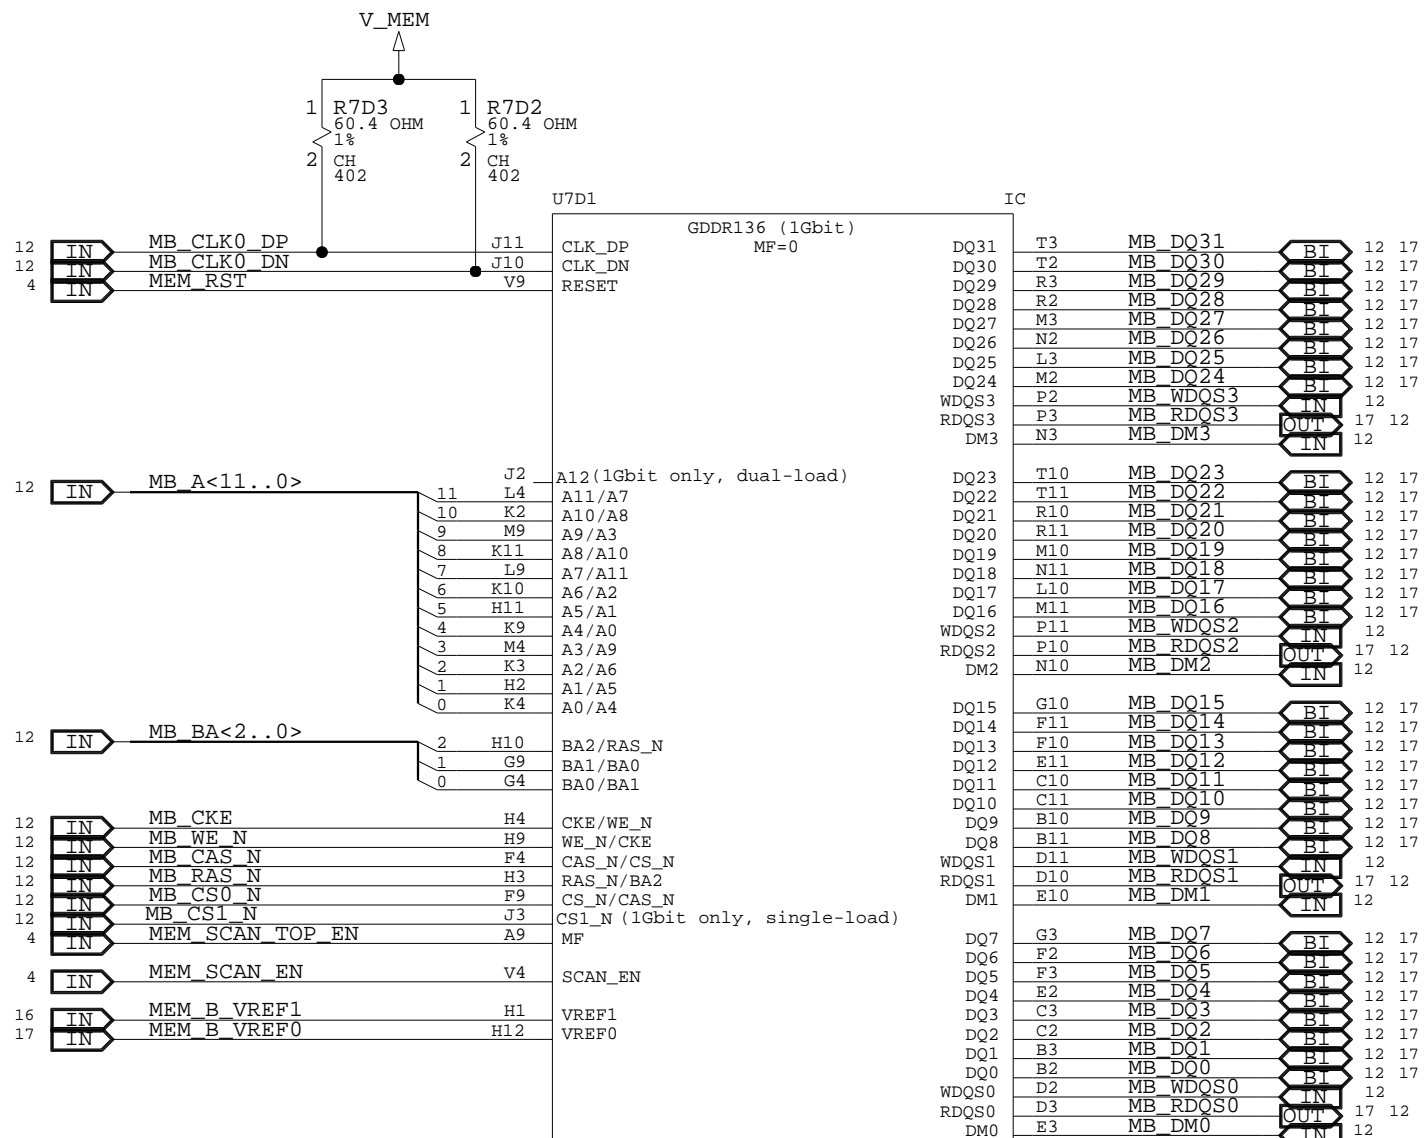 V_MEM
1 R7D3 1 R7D2
60.4 OHM 60.4 OHM
1% 1%
2 CH 2 CH
402 402
U7D1 IC
GDDR136 (1Gbit)
MF=0
12 IN MB_CLK0_DP J11 CLK_DP DQ31 T3 MB_DQ31 BI 12 17
12 IN MB_CLK0_DN J10 CLK_DN DQ30 T2 MB_DQ30 BI 12 17
4 IN MEM_RST V9 RESET DQ29 R3 MB_DQ29 BI 12 17
DQ28 R2 MB_DQ28 BI 12 17
DQ27 M3 MB_DQ27 BI 12 17
DQ26 N2 MB_DQ26 BI 12 17
DQ25 L3 MB_DQ25 BI 12 17
DQ24 M2 MB_DQ24 BI 12 17
WDQS3 P2 MB_WDQS3 IN 12
RDQS3 P3 MB_RDQS3 OUT 17 12
DM3 N3 MB_DM3 IN 12
J2 A12(1Gbit only, dual-load) DQ23 T10 MB_DQ23 BI 12 17
12 IN MB_A<11..0> 11 L4 A11/A7 DQ22 T11 MB_DQ22 BI 12 17
10 K2 A10/A8 DQ21 R10 MB_DQ21 BI 12 17
9 M9 A9/A3 DQ20 R11 MB_DQ20 BI 12 17
8 K11 A8/A10 DQ19 M10 MB_DQ19 BI 12 17
7 L9 A7/A11 DQ18 N11 MB_DQ18 BI 12 17
6 K10 A6/A2 DQ17 L10 MB_DQ17 BI 12 17
5 H11 A5/A1 DQ16 M11 MB_DQ16 BI 12 17
4 K9 A4/A0 WDQS2 P11 MB_WDQS2 IN 12
3 M4 A3/A9 RDQS2 P10 MB_RDQS2 OUT 17 12
2 K3 A2/A6 DM2 N10 MB_DM2 IN 12
1 H2 A1/A5
0 K4 A0/A4 DQ15 G10 MB_DQ15 BI 12 17
DQ14 F11 MB_DQ14 BI 12 17
12 IN MB_BA<2..0> 2 H10 BA2/RAS_N DQ13 F10 MB_DQ13 BI 12 17
1 G9 BA1/BA0 DQ12 E11 MB_DQ12 BI 12 17
0 G4 BA0/BA1 DQ11 C10 MB_DQ11 BI 12 17
DQ10 C11 MB_DQ10 BI 12 17
12 IN MB_CKE H4 CKE/WE_N DQ9 B10 MB_DQ9 BI 12 17
12 IN MB_WE_N H9 WE_N/CKE DQ8 B11 MB_DQ8 BI 12 17
12 IN MB_CAS_N F4 CAS_N/CS_N WDQS1 D11 MB_WDQS1 IN 12
12 IN MB_RAS_N H3 RAS_N/BA2 RDQS1 D10 MB_RDQS1 OUT 17 12
12 IN MB_CS0_N F9 CS_N/CAS_N DM1 E10 MB_DM1 IN 12
12 IN MB_CS1_N J3 CS1_N (1Gbit only, single-load)
4 IN MEM_SCAN_TOP_EN A9 MF DQ7 G3 MB_DQ7 BI 12 17
DQ6 F2 MB_DQ6 BI 12 17
4 IN MEM_SCAN_EN V4 SCAN_EN DQ5 F3 MB_DQ5 BI 12 17
DQ4 E2 MB_DQ4 BI 12 17
16 IN MEM_B_VREF1 H1 VREF1 DQ3 C3 MB_DQ3 BI 12 17
17 IN MEM_B_VREF0 H12 VREF0 DQ2 C2 MB_DQ2 BI 12 17
DQ1 B3 MB_DQ1 BI 12 17
DQ0 B2 MB_DQ0 BI 12 17
WDQS0 D2 MB_WDQS0 IN 12
RDQS0 D3 MB_RDQS0 OUT 17 12
DM0 E3 MB_DM0 IN 12